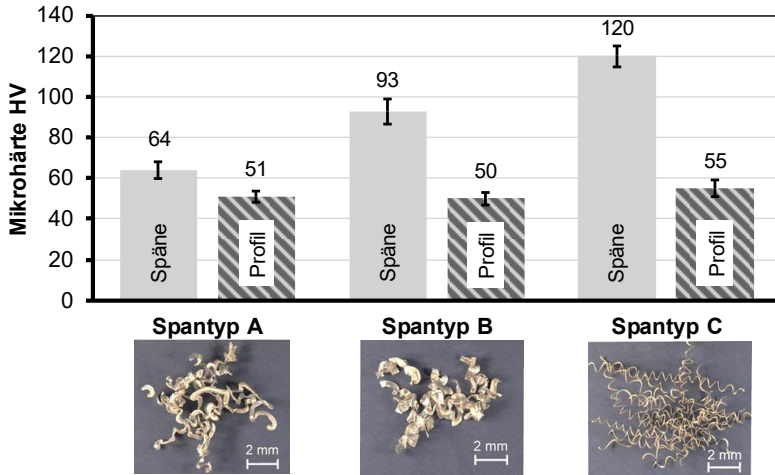 140
120
100
80
60
40
20
0
Mikrohärte HV
64
51
93
50
120
55
Späne
Profil
Späne
Profil
Späne
Profil
Spantyp A
Spantyp B
Spantyp C
2 mm
2 mm
2 mm